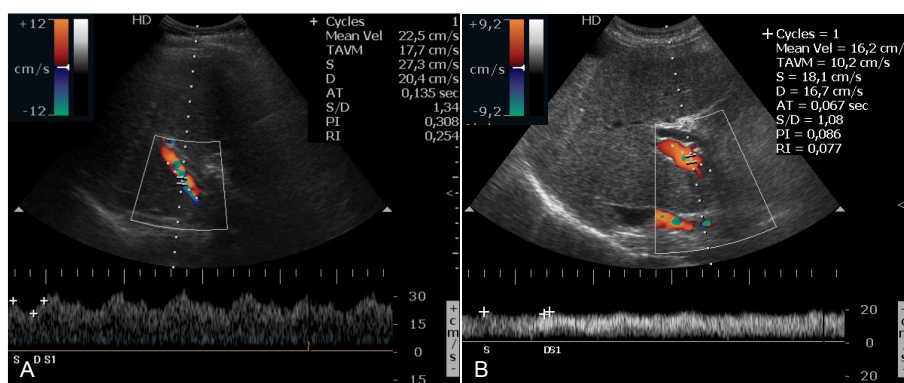 +12
cm/s
-12
HD
+ Cycles 1
Mean Vel 22,5 cm/s
TAVM 17,7 cm/s
S 27,3 cm/s
D 20,4 cm/s
AT 0,135 sec
S/D 1,34
PI 0,308
RI 0,254
<
30
15
0
+
cm/s
-
S D S1
A
+9,2
cm/s
-9,2
HD
+ Cycles = 1
Mean Vel = 16,2 cm/s
TAVM = 10,2 cm/s
S = 18,1 cm/s
D = 16,7 cm/s
AT = 0,067 sec
S/D = 1,08
PI = 0,086
RI = 0,077
<
20
0
20
+
-
S DS1
B